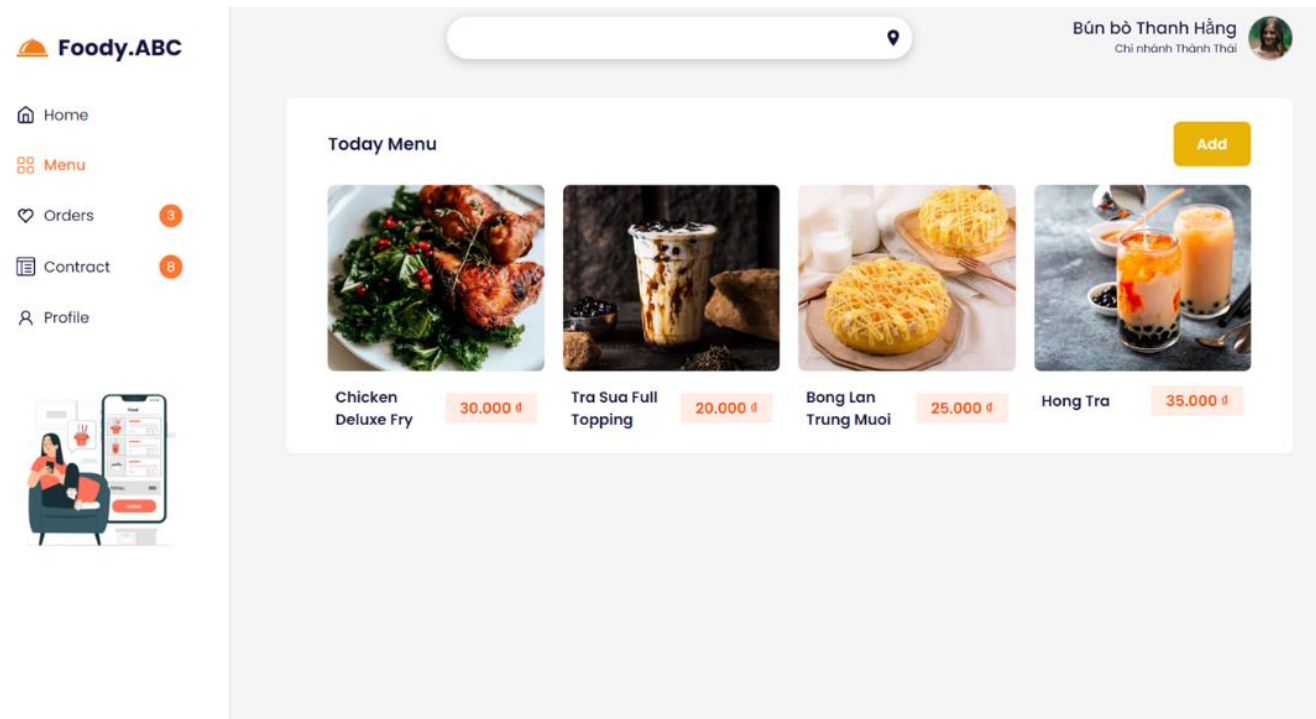 Foody.ABC
Bún bò Thanh Hằng
Chi nhánh Thành Thái
Home
Menu
Orders 3
Contract 8
Profile
Today Menu
Add
Chicken
Deluxe Fry
30.000 ₫
Tra Sua Full
Topping
20.000 ₫
Bong Lan
Trung Muoi
25.000 ₫
Hong Tra
35.000 ₫